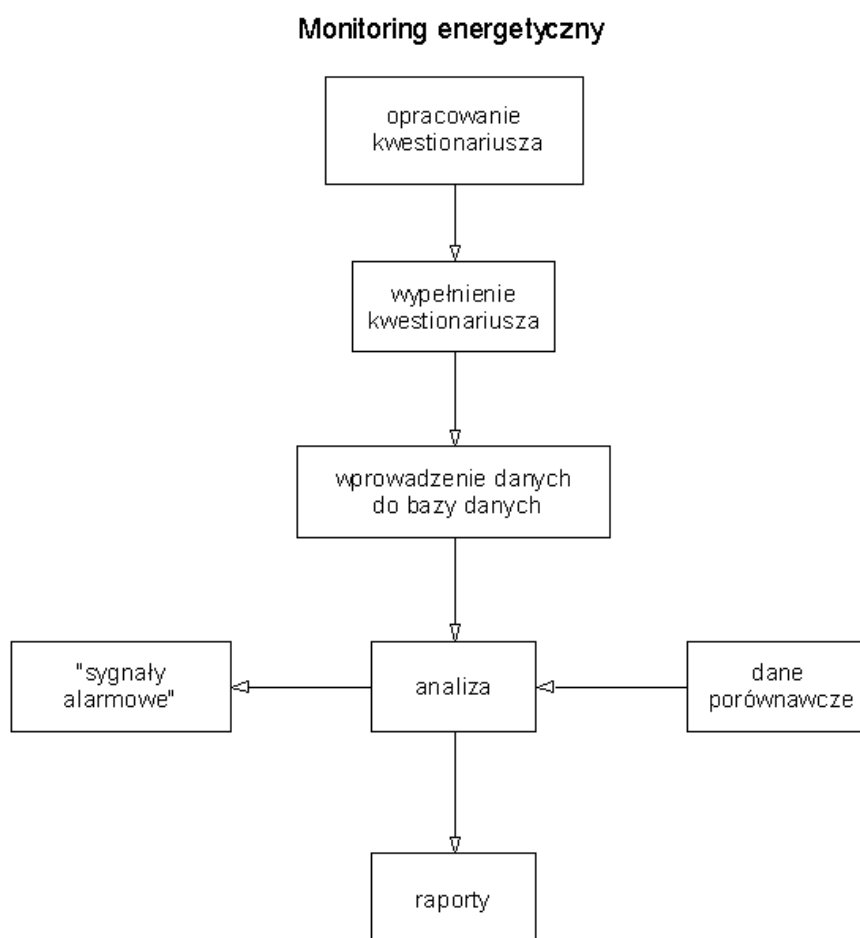 Monitoring energetyczny
opracowanie
kwestionariusza
wypełnienie
kwestionariusza
wprowadzenie danych
do bazy danych
"sygnały
alarmowe"
analiza
dane
porównawcze
raporty